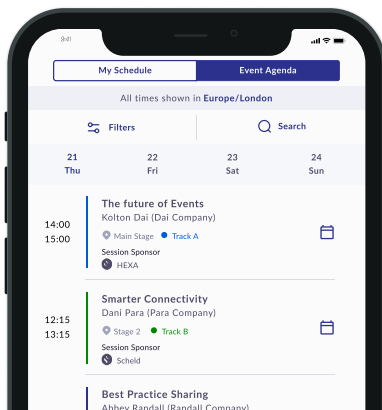 9:41
My Schedule Event Agenda
All times shown in Europe/London
Filters Search
21 22 23 24
Thu Fri Sat Sun
The future of Events
Kolton Dai (Dai Company)
14:00
15:00
Main Stage Track A
Session Sponsor
HEXA
Smarter Connectivity
Dani Para (Para Company)
12:15
13:15
Stage 2 Track B
Session Sponsor
Scheld
Best Practice Sharing
Abbey Randall (Randall Company)